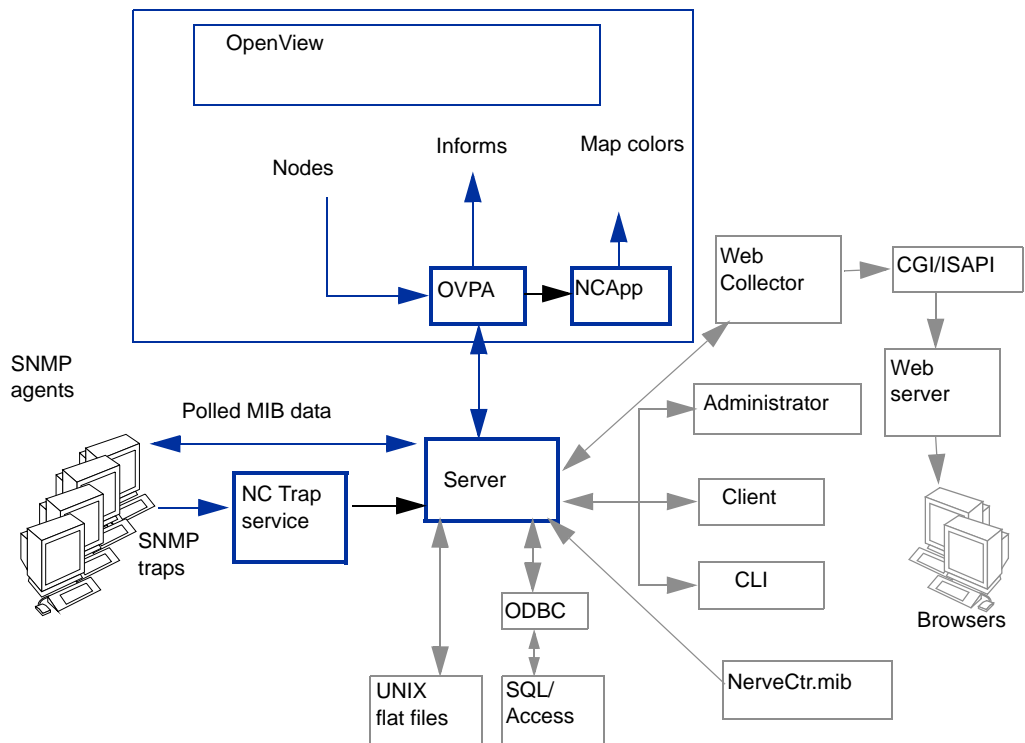 OpenView
Informs
Map colors
Nodes
OVPA
NCApp
Web
Collector
CGI/ISAPI
SNMP
agents
Web
server
Polled MIB data
Administrator
Server
NC Trap
service
Client
SNMP
traps
CLI
ODBC
Browsers
UNIX
flat files
SQL/
Access
NerveCtr.mib